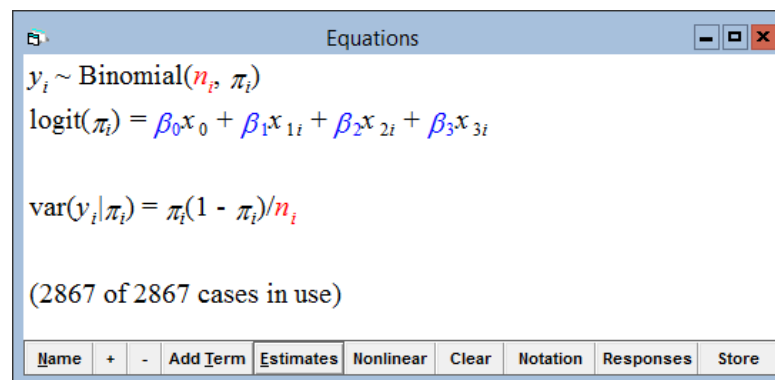 Equations
yᵢ ~ Binomial(nᵢ, πᵢ)
logit(πᵢ) = β₀x₀ + β₁x₁ᵢ + β₂x₂ᵢ + β₃x₃ᵢ
var(yᵢ|πᵢ) = πᵢ(1 - πᵢ)/nᵢ
(2867 of 2867 cases in use)
Name + - Add Term Estimates Nonlinear Clear Notation Responses Store